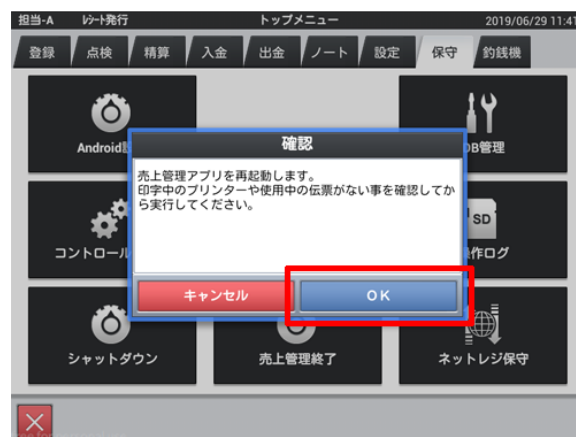 担当-A ﾚｼｰﾄ発行 トップメニュー 2019/06/29 11:41
登録 点検 精算 入金 出金 ノート 設定 保守 釣銭機
Android
DB管理
確認
売上管理アプリを再起動します。
印字中のプリンターや使用中の伝票がない事を確認してか
ら実行してください。
コントロール
SD
作ログ
キャンセル OK
シャットダウン 売上管理終了 ネットレジ保守